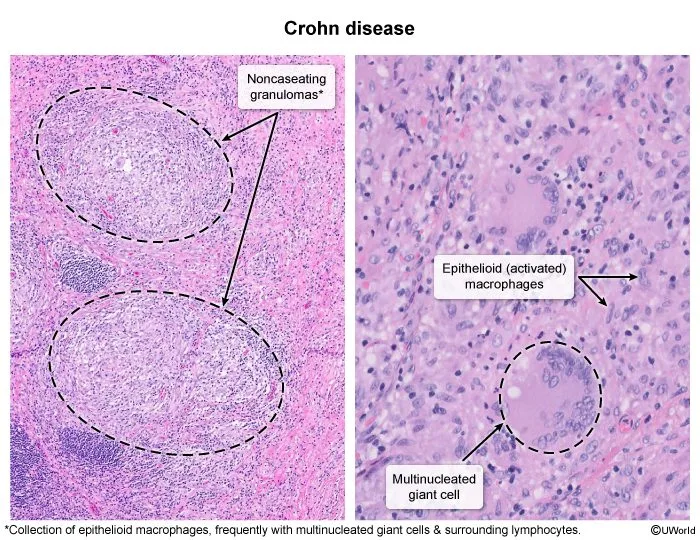 Crohn disease
Noncaseating
granulomas*
Epithelioid (activated)
macrophages
Multinucleated
giant cell
*Collection of epithelioid macrophages, frequently with multinucleated giant cells & surrounding lymphocytes.
©UWorld